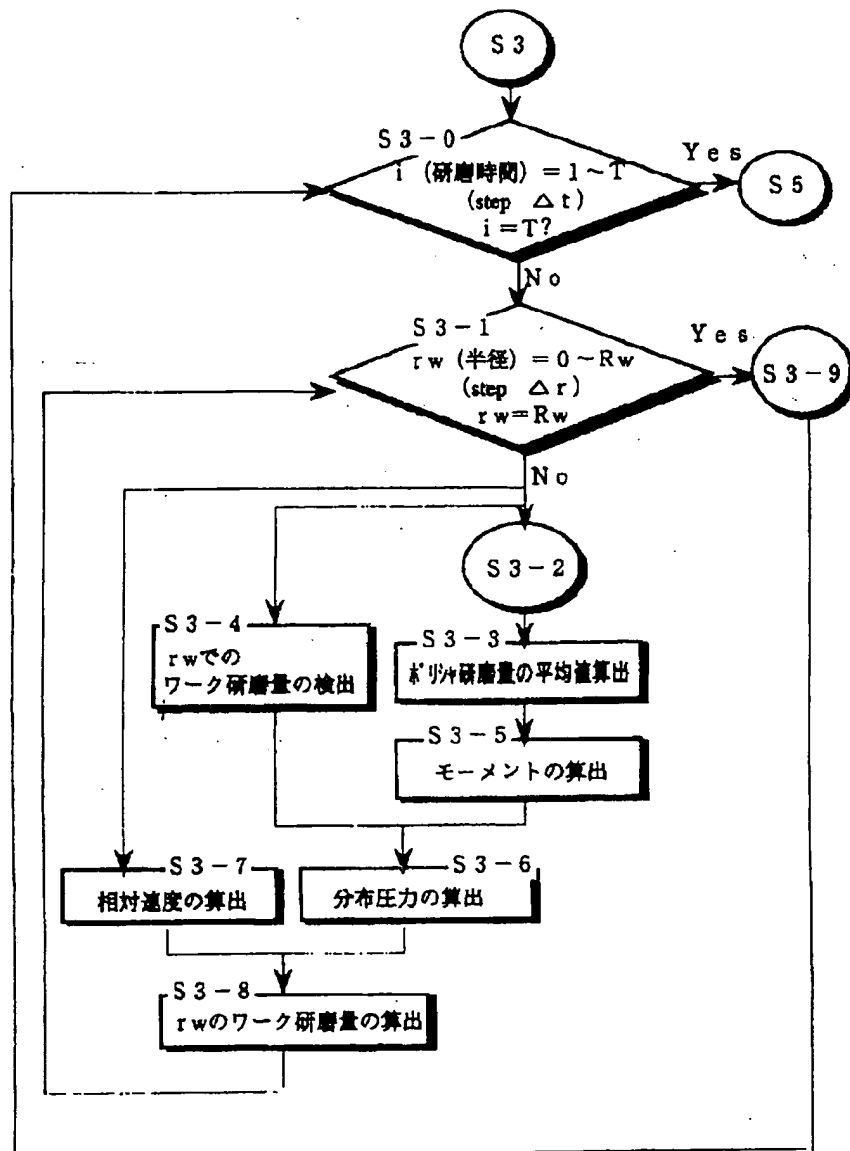 S3
S3-0
i (研磨時間) = 1~T
(step △t)
i=T?
Yes
S5
No
S3-1
rw (半径) = 0~Rw
(step △r)
rw=Rw
Yes
S3-9
No
S3-2
S3-4
rwでの
ワーク研磨量の検出
S3-3
ポリシャ研磨量の平均値算出
S3-5
モーメントの算出
S3-7
相対速度の算出
S3-6
分布圧力の算出
S3-8
rwのワーク研磨量の算出